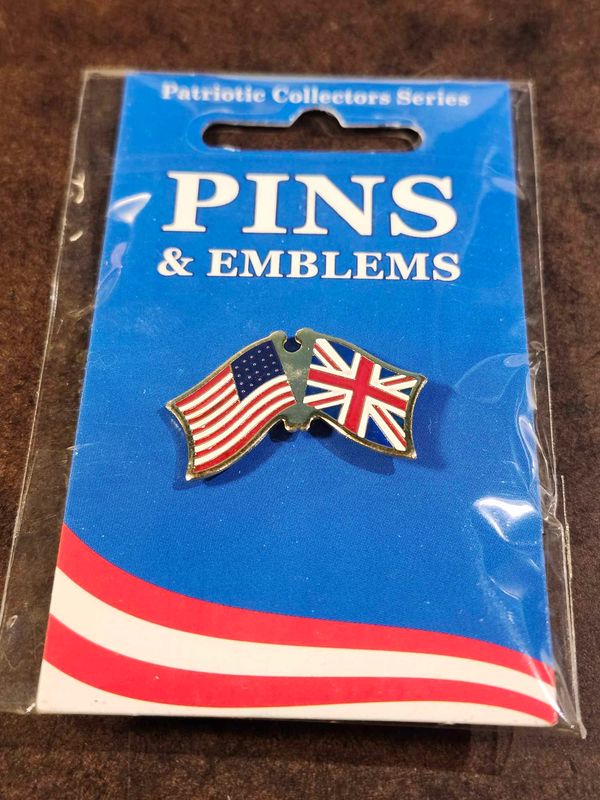 Patriotic Collectors Series
PINS
& EMBLEMS